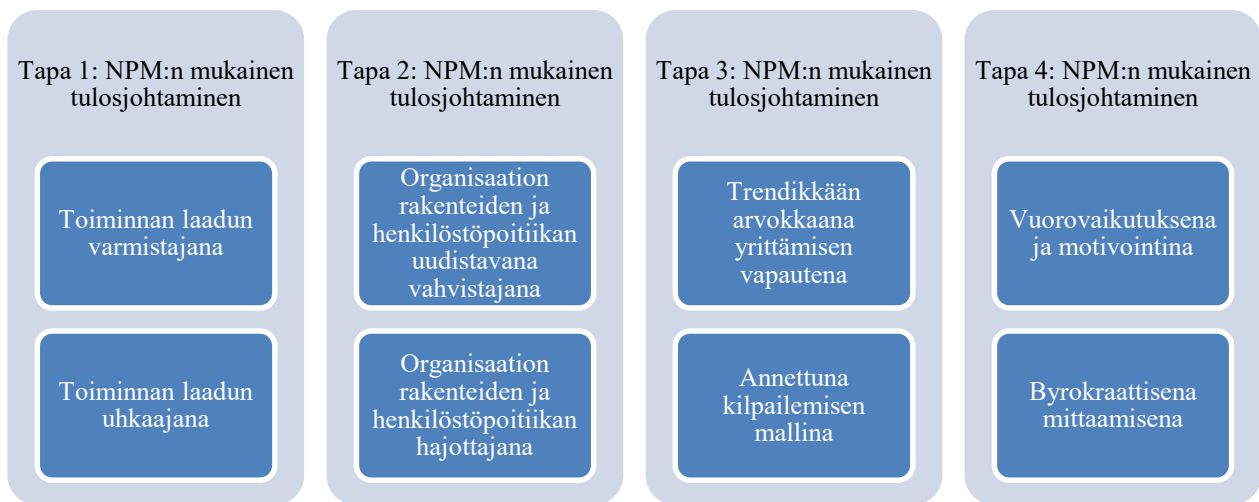 Tapa 1: NPM:n mukainen
tulosjohtaminen
Toiminnan laadun
varmistajana
Toiminnan laadun
uhkaajana
Tapa 2: NPM:n mukainen
tulosjohtaminen
Organisaation
rakenteiden ja
henkilöstöpoitiikan
uudistavana
vahvistajana
Organisaation
rakenteiden ja
henkilöstöpoitiikan
hajottajana
Tapa 3: NPM:n mukainen
tulosjohtaminen
Trendikkään
arvokkaana
yrittämisen
vapautena
Annettuna
kilpailemisen
mallina
Tapa 4: NPM:n mukainen
tulosjohtaminen
Vuorovaikutuksena
ja motivointina
Byrokraattisena
mittaamisena